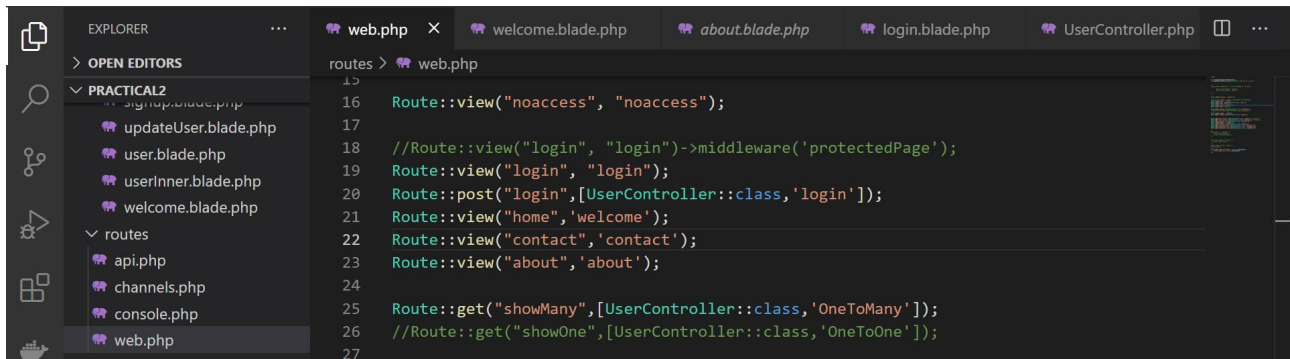 EXPLORER ...
web.php × welcome.blade.php about.blade.php login.blade.php UserController.php ...
> OPEN EDITORS
routes > web.php
PRACTICAL2
signup.blade.php
updateUser.blade.php
user.blade.php
userInner.blade.php
welcome.blade.php
routes
api.php
channels.php
console.php
web.php
15
16 Route::view("noaccess", "noaccess");
17
18 //Route::view("login", "login")->middleware('protectedPage');
19 Route::view("login", "login");
20 Route::post("login",[UserController::class,'login']);
21 Route::view("home",'welcome');
22 Route::view("contact",'contact');
23 Route::view("about",'about');
24
25 Route::get("showMany",[UserController::class,'OneToMany']);
26 //Route::get("showOne",[UserController::class,'OneToOne']);
27